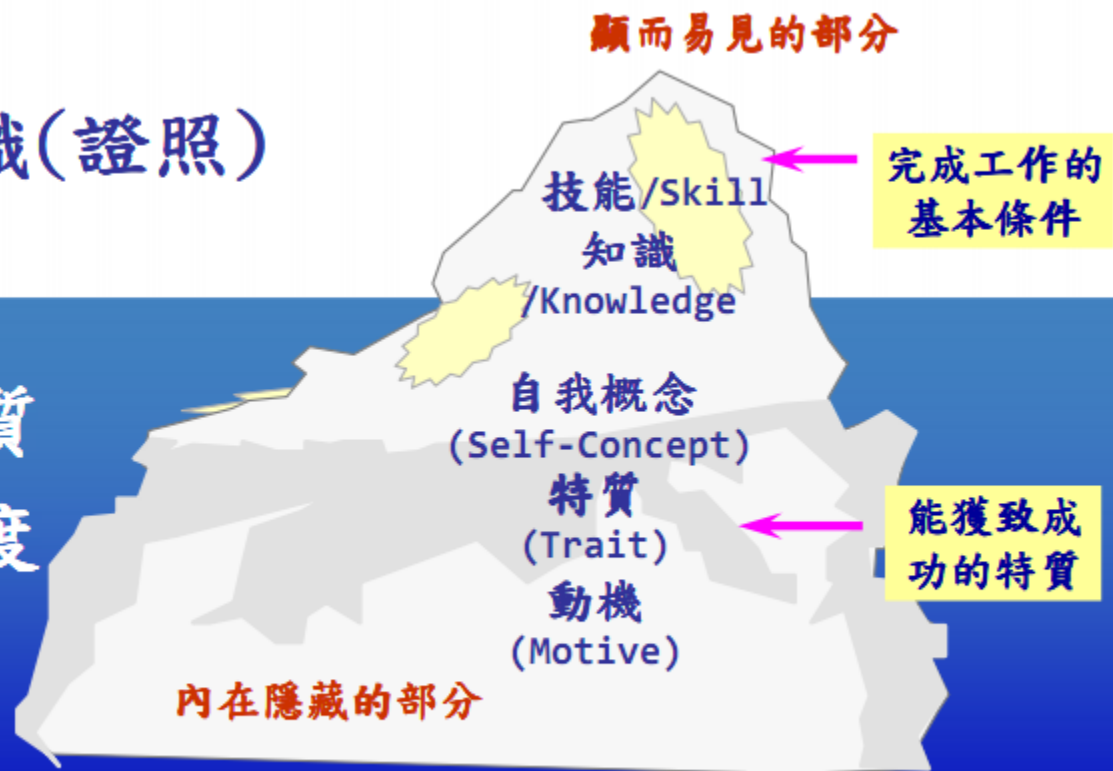 顯而易見的部分
識(證照)
技能/Skill
完成工作的
基本條件
知識
/Knowledge
質
自我概念
(Self-Concept)
特質
(Trait)
度
能獲致成
功的特質
動機
(Motive)
內在隱藏的部分